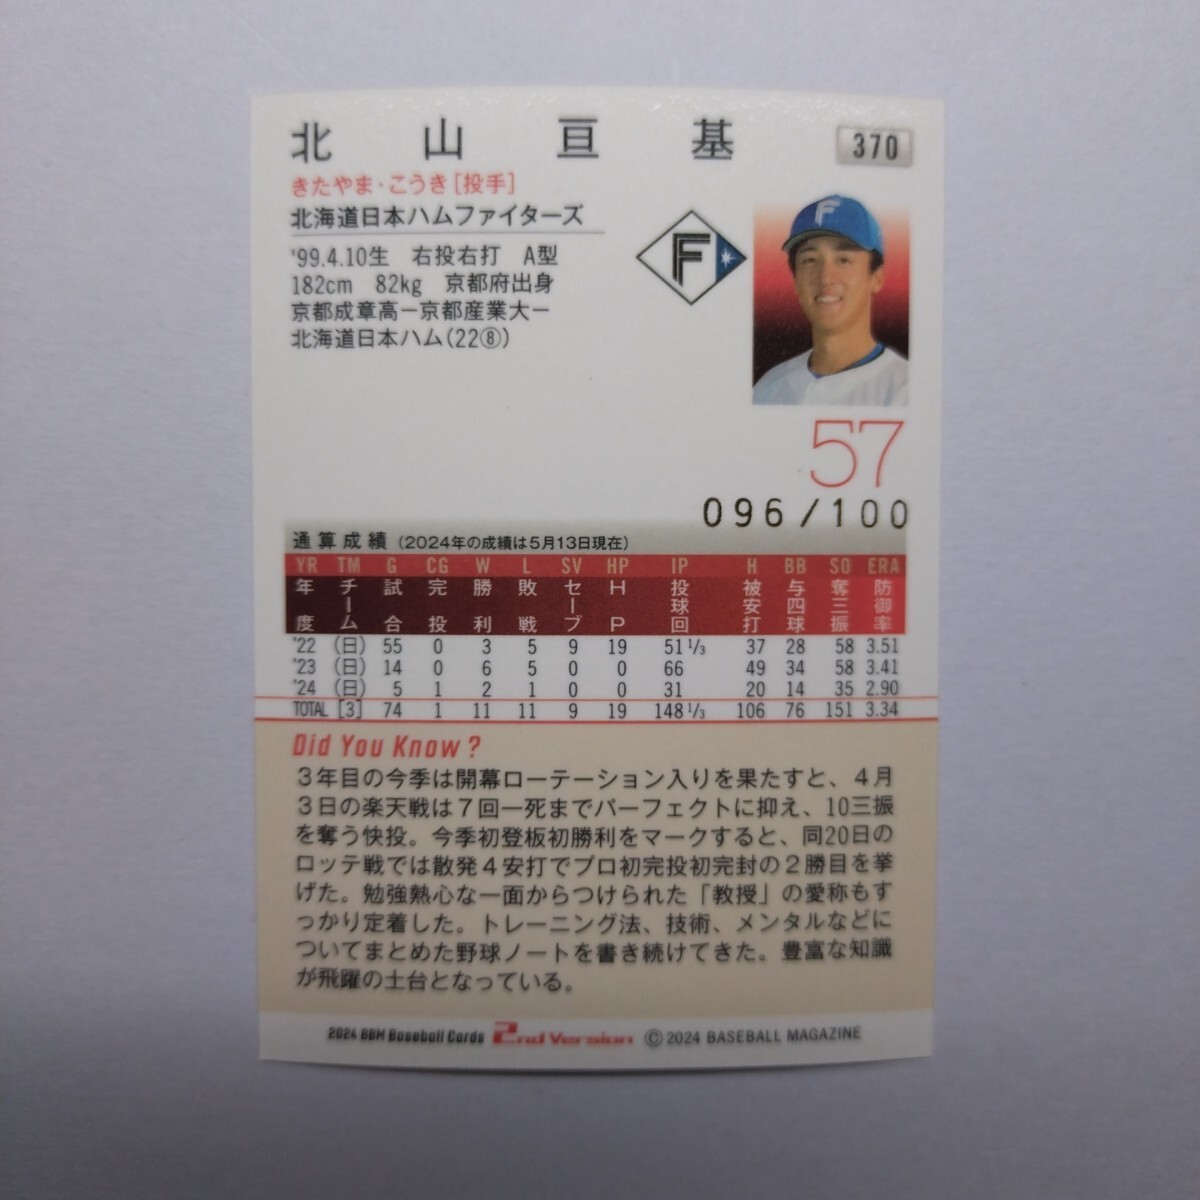 北山亘基
370
きたやま・こうき[投手]
北海道日本ハムファイターズ
'99.4.10生　右投右打　A型
182cm　82kg　京都府出身
京都成章高ー京都産業大ー
北海道日本ハム(22⑧)
F
F
57
096/100
通算成績（2024年の成績は5月13日現在）
YR TM G CG W L SV HP IP H BB SO ERA
年度 チーム 試合 完投 勝利 敗戦 セーブ HP 投球回 被安打 与四球 奪三振 防御率
'22 (日) 55 0 3 5 9 19 51 1/3 37 28 58 3.51
'23 (日) 14 0 6 5 0 0 66 49 34 58 3.41
'24 (日) 5 1 2 1 0 0 31 20 14 35 2.90
TOTAL [3] 74 1 11 11 9 19 148 1/3 106 76 151 3.34
Did You Know?
３年目の今季は開幕ローテーション入りを果たすと、４月
３日の楽天戦は７回一死までパーフェクトに抑え、10三振
を奪う快投。今季初登板初勝利をマークすると、同20日の
ロッテ戦では散発４安打でプロ初完投初完封の２勝目を挙
げた。勉強熱心な一面からつけられた「教授」の愛称もす
っかり定着した。トレーニング法、技術、メンタルなどに
ついてまとめた野球ノートを書き続けてきた。豊富な知識
が飛躍の土台となっている。
2024 BBM Baseball Cards 2nd Version © 2024 BASEBALL MAGAZINE